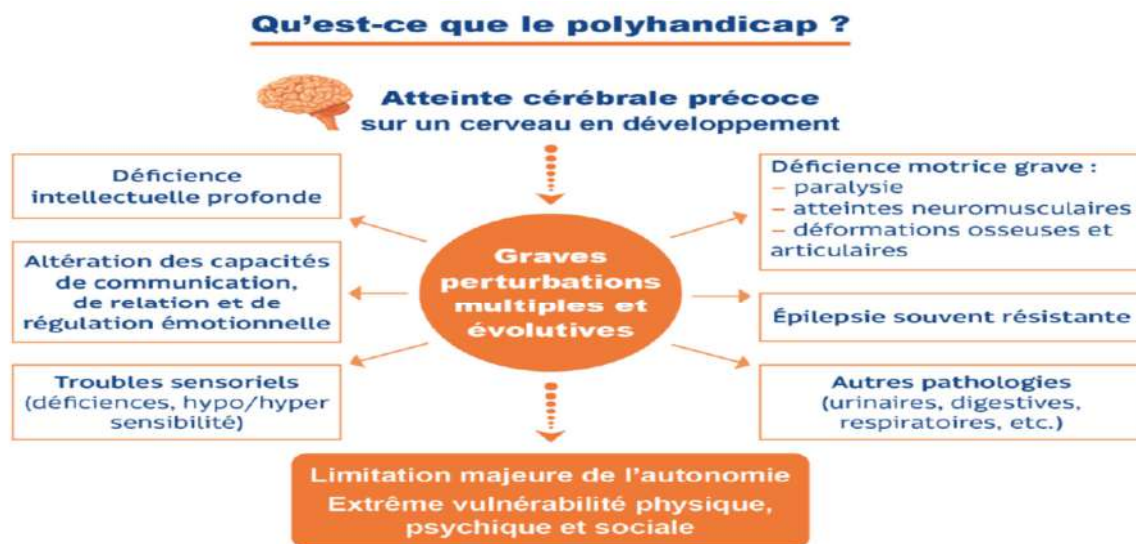 Qu’est-ce que le polyhandicap ?
Atteinte cérébrale précoce
sur un cerveau en développement
Déficience
intellectuelle profonde
Altération des capacités
de communication,
de relation et de
régulation émotionnelle
Troubles sensoriels
(déficiences, hypo/hyper
sensibilité)
Graves
perturbations
multiples et
évolutives
Déficience motrice grave :
– paralysie
– atteintes neuromusculaires
– déformations osseuses et
articulaires
Épilepsie souvent résistante
Autres pathologies
(urinaires, digestives,
respiratoires, etc.)
Limitation majeure de l’autonomie
Extrême vulnérabilité physique,
psychique et sociale